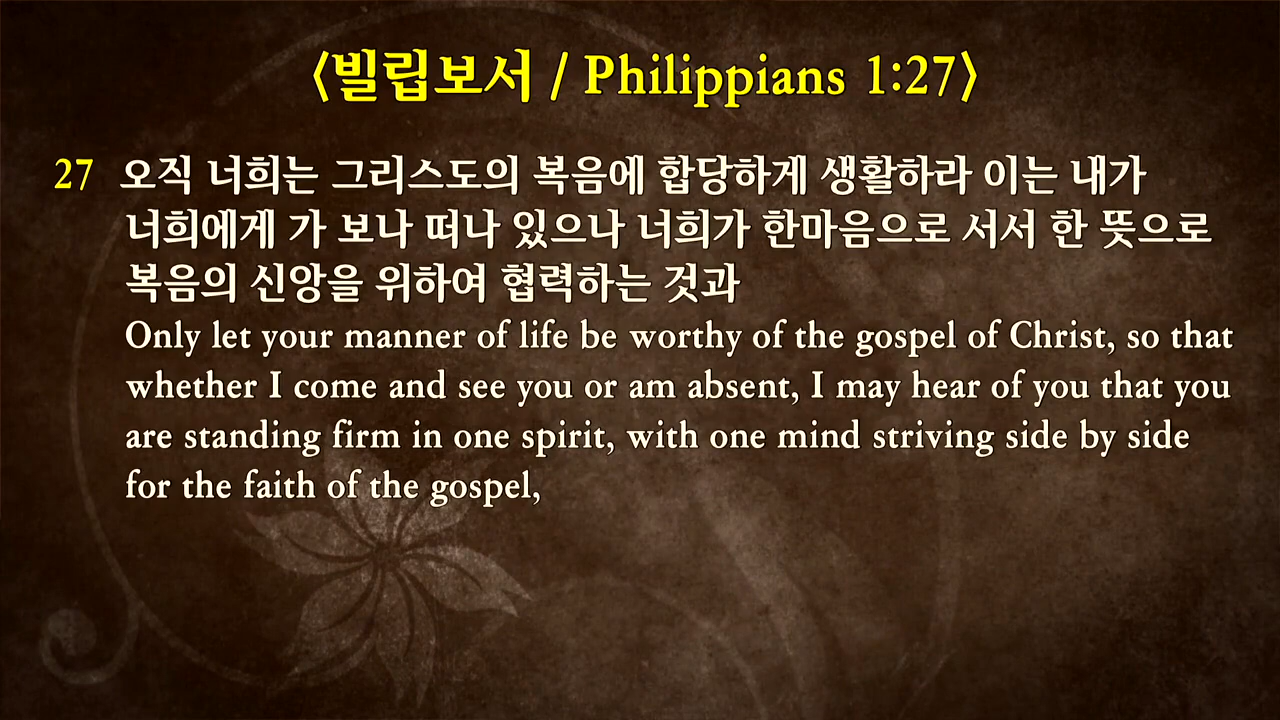 〈빌립보서 / Philippians 1:27〉
27 오직 너희는 그리스도의 복음에 합당하게 생활하라 이는 내가
너희에게 가 보나 떠나 있으나 너희가 한마음으로 서서 한 뜻으로
복음의 신앙을 위하여 협력하는 것과
Only let your manner of life be worthy of the gospel of Christ, so that
whether I come and see you or am absent, I may hear of you that you
are standing firm in one spirit, with one mind striving side by side
for the faith of the gospel,